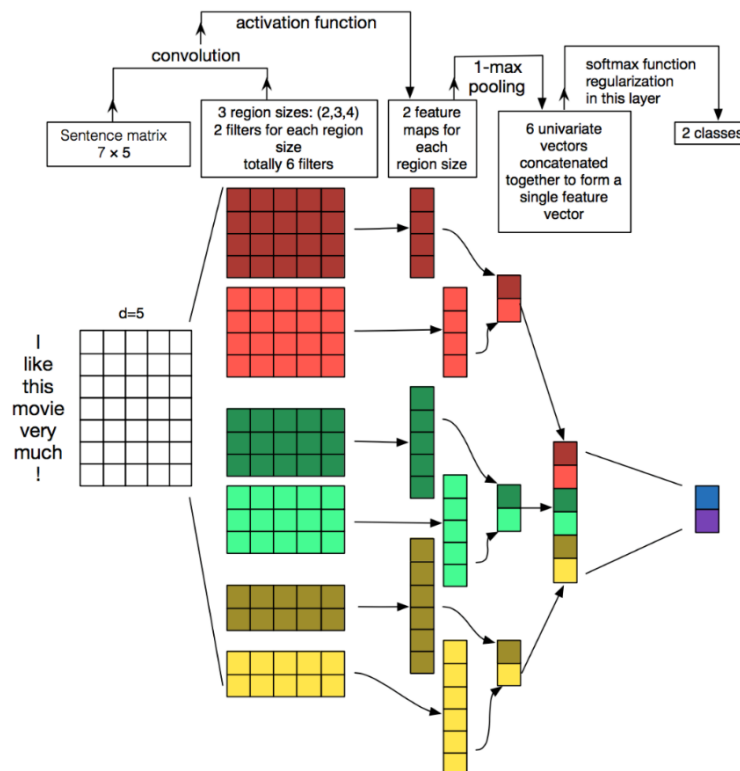 activation function
convolution
1-max
pooling
softmax function
regularization
in this layer
Sentence matrix
7 × 5
3 region sizes: (2,3,4)
2 filters for each region
size
totally 6 filters
2 feature
maps for
each
region size
6 univariate
vectors
concatenated
together to form a
single feature
vector
2 classes
d=5
I
like
this
movie
very
much
!